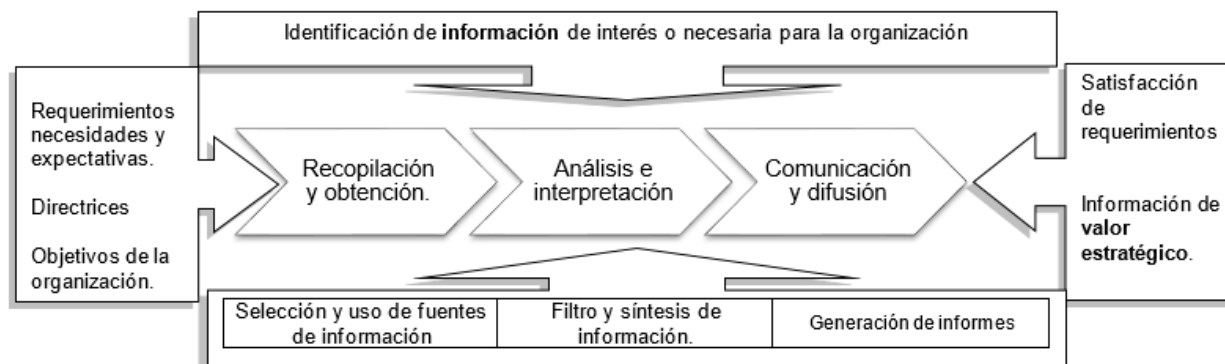 Identificación de información de interés o necesaria para la organización
Requerimientos
necesidades y
expectativas.
Directrices
Objetivos de la
organización.
Recopilación
y obtención.
Análisis e
interpretación
Comunicación
y difusión
Satisfacción
de
requerimientos
Información de
valor
estratégico.
Selección y uso de fuentes
de información
Filtro y síntesis de
información.
Generación de informes